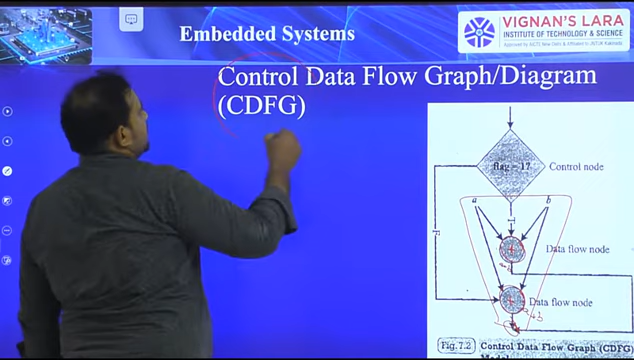 Embedded Systems
VIGNAN'S LARA
INSTITUTE OF TECHNOLOGY & SCIENCE
Control Data Flow Graph/Diagram
(CDFG)
Control node
a
b
F
Data flow node
Data flow node
Fig. 7.2 Control Data Flow Graph (CDFG)